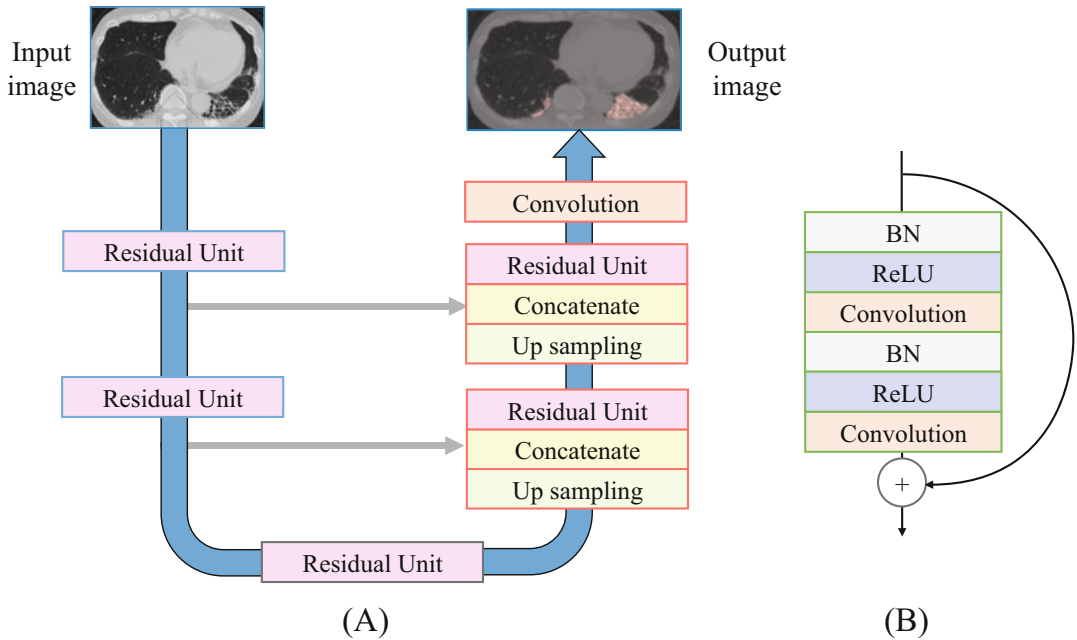 Input
image
Output
image
Residual Unit
Residual Unit
Residual Unit
Convolution
Residual Unit
Concatenate
Up sampling
Residual Unit
Concatenate
Up sampling
(A)
BN
ReLU
Convolution
BN
ReLU
Convolution
+
(B)